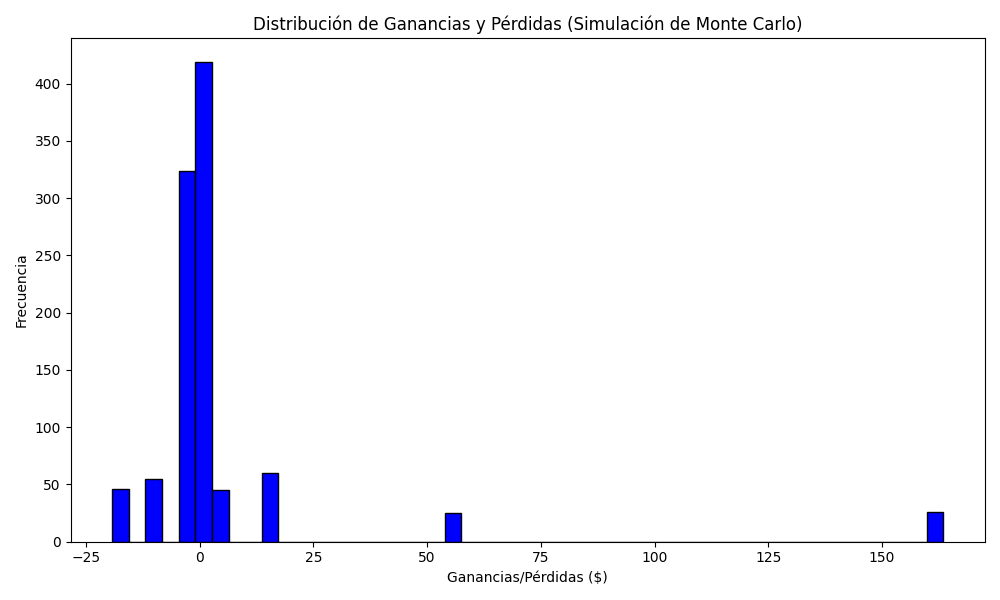 Distribución de Ganancias y Pérdidas (Simulación de Monte Carlo)
400
350
300
250
200
150
100
50
0
Frecuencia
−25 0 25 50 75 100 125 150
Ganancias/Pérdidas ($)